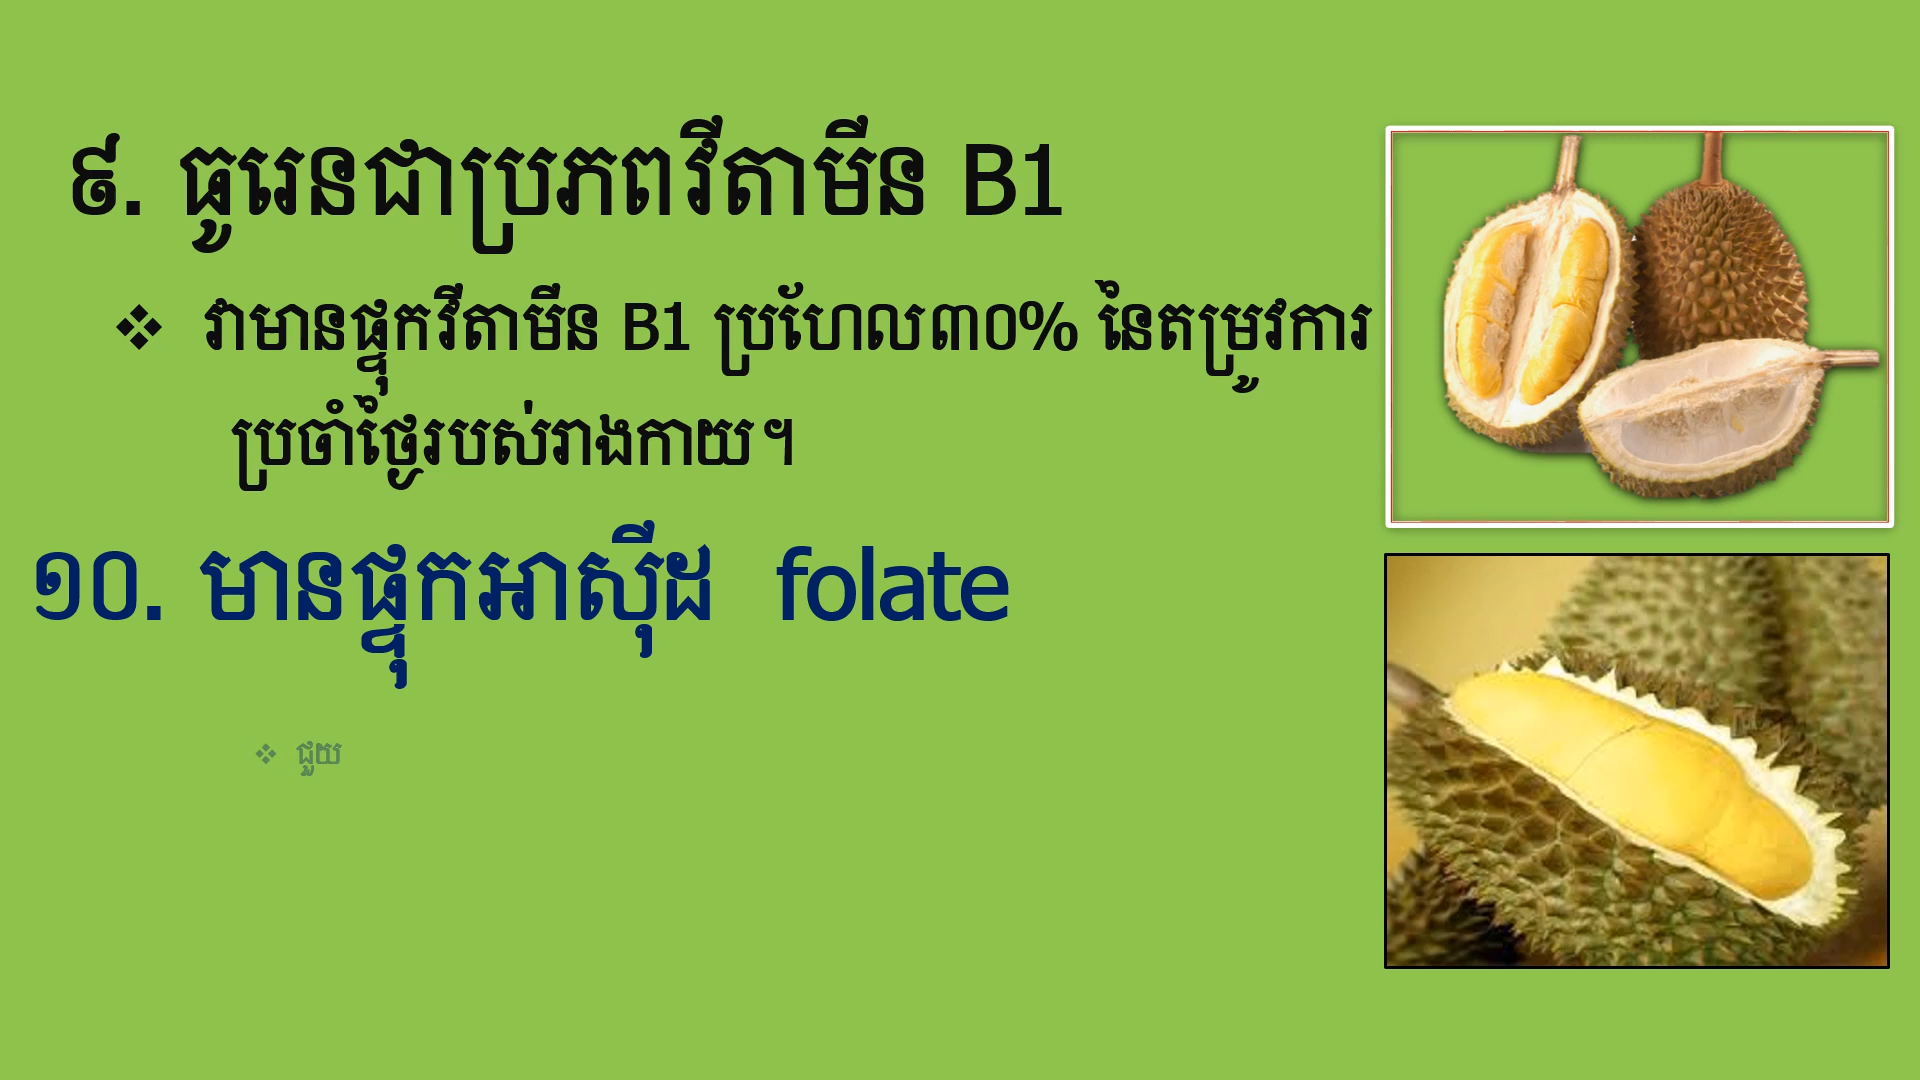 ៩. ធូរេនជាប្រភពវីតាមីន B1
❖ វាមានផ្ទុកវីតាមីន B1 ប្រហែល៣០% នៃតម្រូវការ
ប្រចាំថ្ងៃរបស់រាងកាយ។
១០. មានផ្ទុកអាស៊ីដ folate
❖ ជួយ